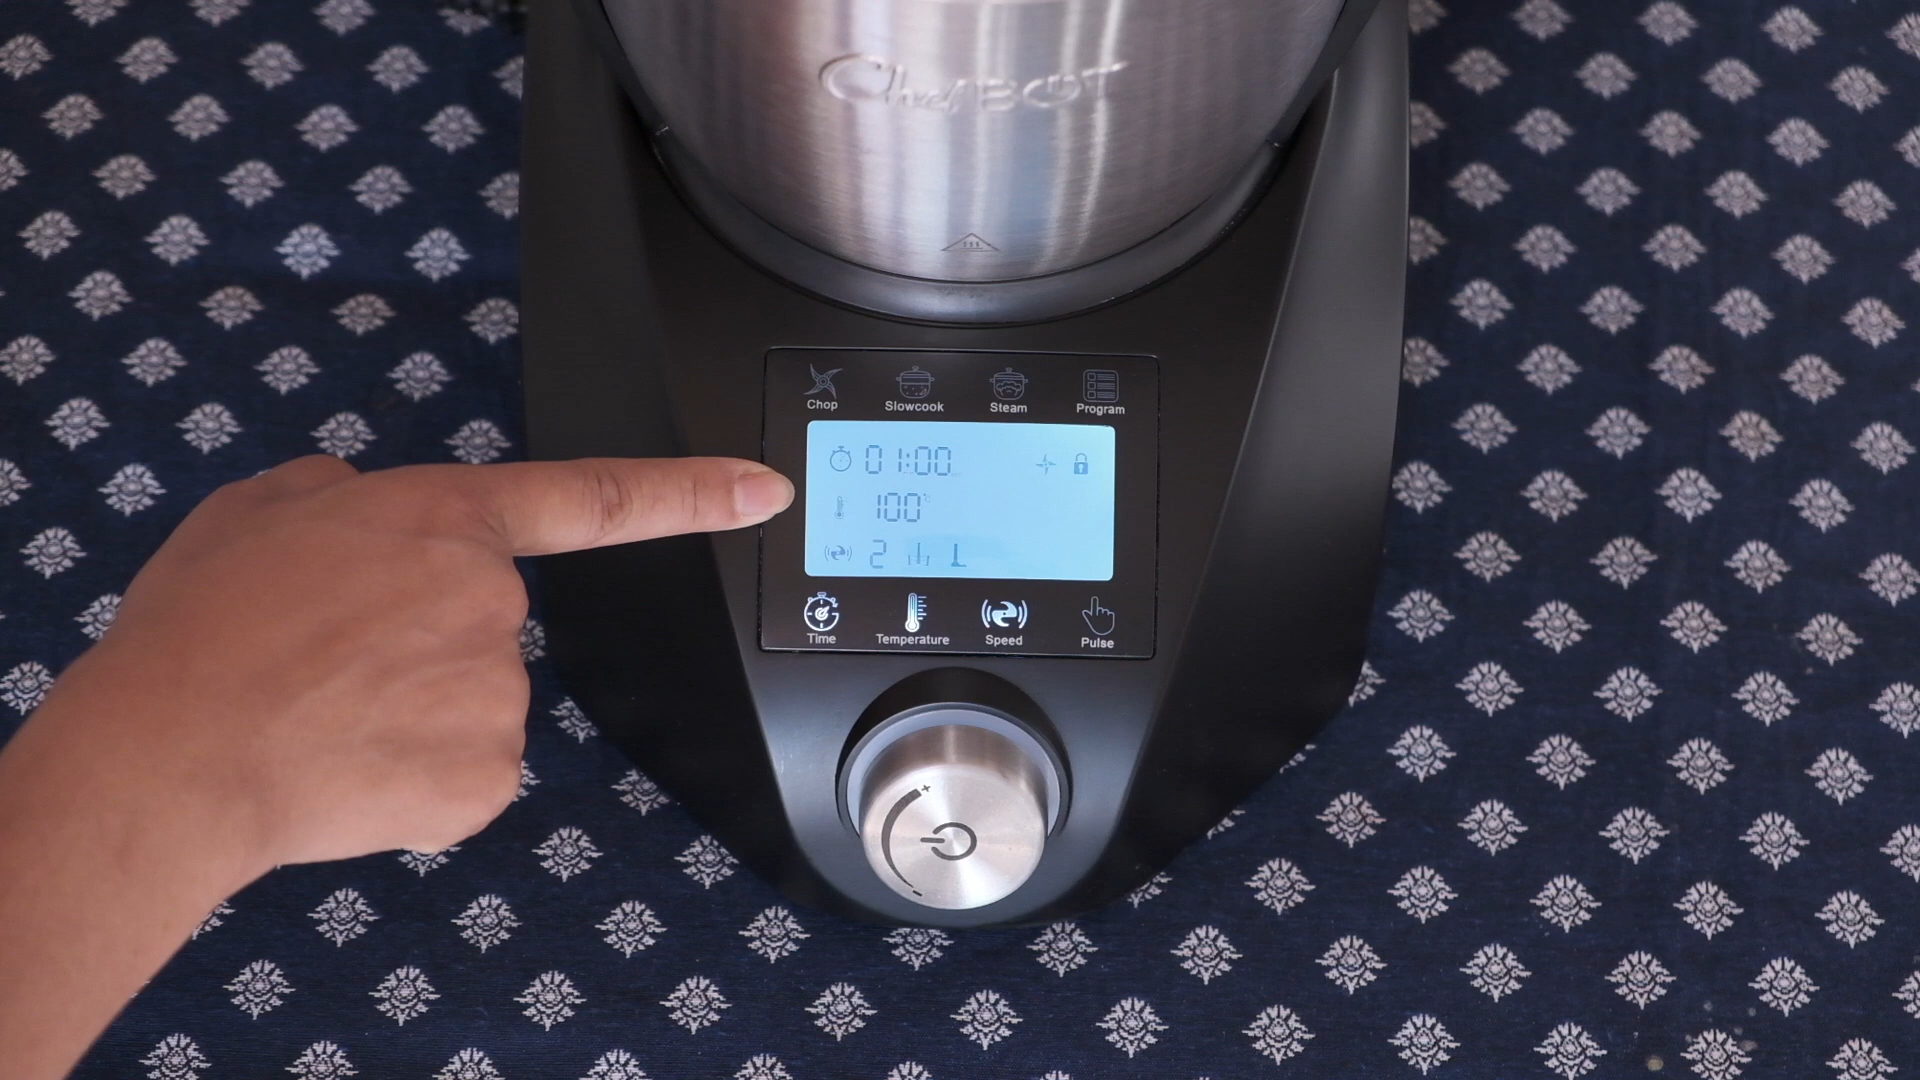 ChefBOT
Chop Slowcook Steam Program
01:00
100°C
2
Time Temperature Speed Pulse
+
-